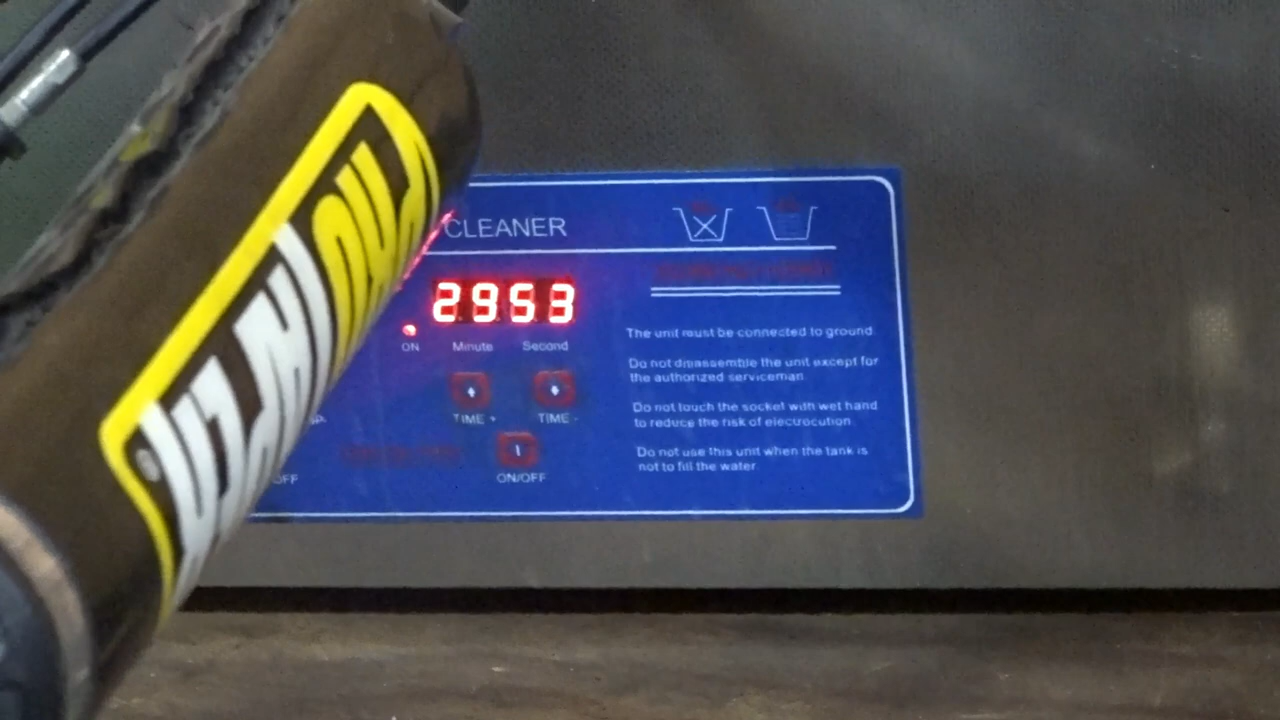 CLEANER
2953
ON
Minute
Second
TIME +
TIME -
ON/OFF
The unit must be connected to ground.
Do not disassemble the unit except for
the authorized serviceman.
Do not touch the socket with wet hand
to reduce the risk of electrocution.
Do not use this unit when the tank is
not to fill the water.